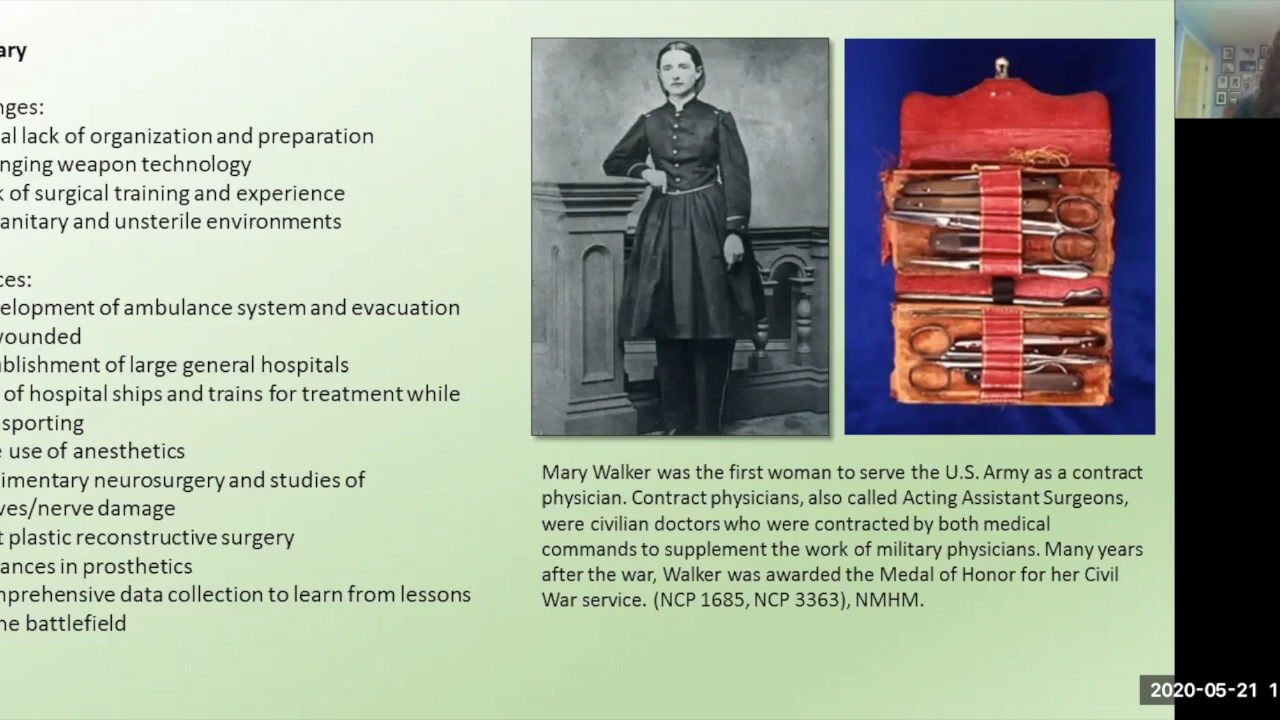 ary
nges:
al lack of organization and preparation
nging weapon technology
k of surgical training and experience
anitary and unsterile environments
ces:
elopment of ambulance system and evacuation
wounded
ablishment of large general hospitals
of hospital ships and trains for treatment while
sporting
e use of anesthetics
imentary neurosurgery and studies of
ves/nerve damage
t plastic reconstructive surgery
ances in prosthetics
mprehensive data collection to learn from lessons
he battlefield
Mary Walker was the first woman to serve the U.S. Army as a contract
physician. Contract physicians, also called Acting Assistant Surgeons,
were civilian doctors who were contracted by both medical
commands to supplement the work of military physicians. Many years
after the war, Walker was awarded the Medal of Honor for her Civil
War service. (NCP 1685, NCP 3363), NMHM.
2020-05-21 1